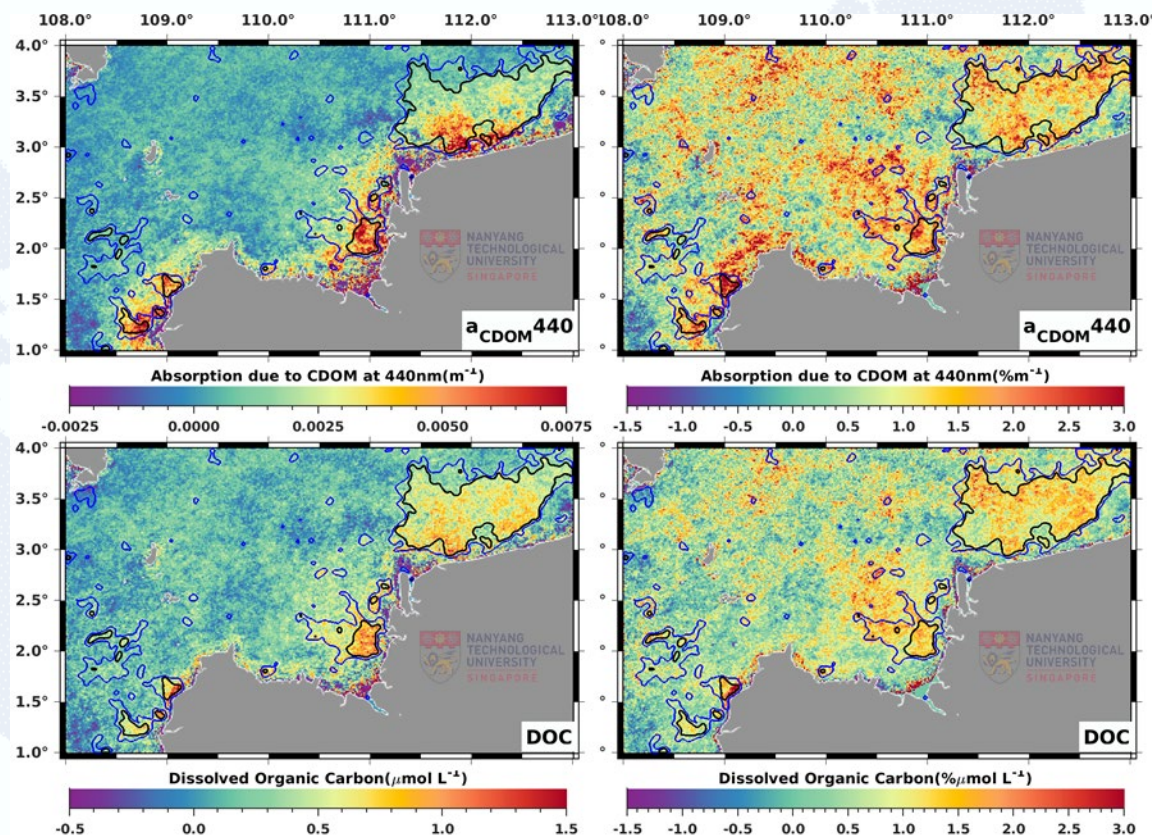 108.0° 109.0° 110.0° 111.0° 112.0° 113.0° 108.0° 109.0° 110.0° 111.0° 112.0° 113.0°
4.0° °
3.5° °
3.0° °
2.5° °
2.0° °
1.5° °
1.0° °
NANYANG
TECHNOLOGICAL
UNIVERSITY
SINGAPORE
NANYANG
TECHNOLOGICAL
UNIVERSITY
SINGAPORE
aCDOM440 aCDOM440
Absorption due to CDOM at 440nm(m⁻¹) Absorption due to CDOM at 440nm(%m⁻¹)
-0.0025 0.0000 0.0025 0.0050 0.0075 -1.5 -1.0 -0.5 0.0 0.5 1.0 1.5 2.0 2.5 3.0
4.0° °
3.5° °
3.0° °
2.5° °
2.0° °
1.5° °
1.0° °
NANYANG
TECHNOLOGICAL
UNIVERSITY
SINGAPORE
NANYANG
TECHNOLOGICAL
UNIVERSITY
SINGAPORE
DOC DOC
Dissolved Organic Carbon(μmol L⁻¹) Dissolved Organic Carbon(%μmol L⁻¹)
-0.5 0.0 0.5 1.0 1.5 -1.5 -1.0 -0.5 0.0 0.5 1.0 1.5 2.0 2.5 3.0